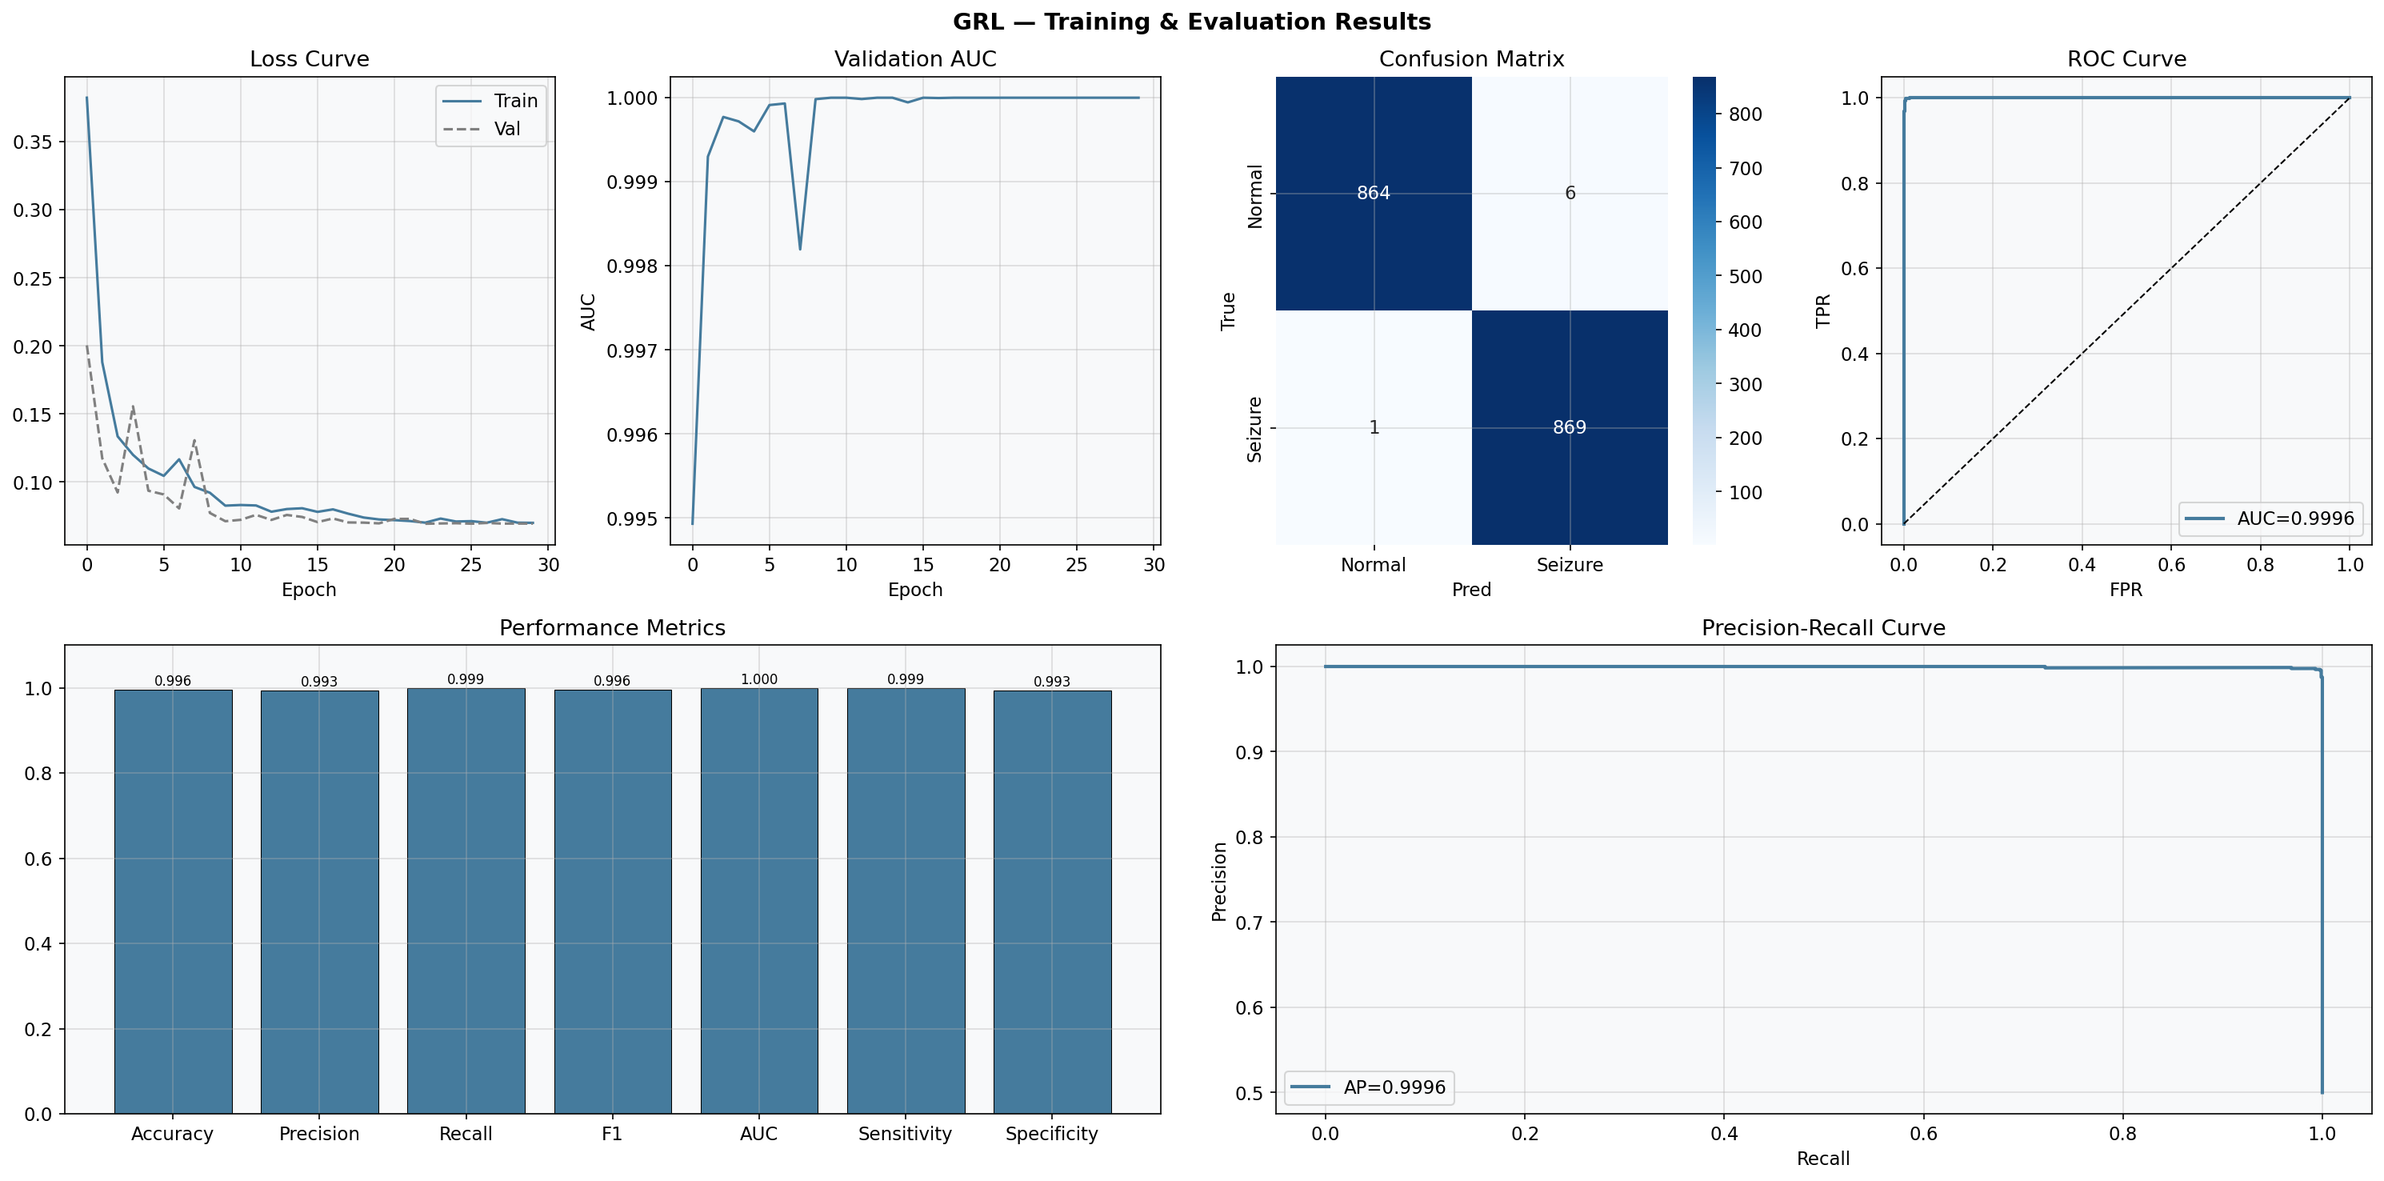 GRL — Training & Evaluation Results
Loss Curve
Train
Val
0.35
0.30
0.25
0.20
0.15
0.10
0 5 10 15 20 25 30
Epoch
Validation AUC
AUC
1.000
0.999
0.998
0.997
0.996
0.995
0 5 10 15 20 25 30
Epoch
Confusion Matrix
True
Normal
Seizure
864 6
1 869
Normal Seizure
Pred
800
700
600
500
400
300
200
100
ROC Curve
TPR
1.0
0.8
0.6
0.4
0.2
0.0
AUC=0.9996
0.0 0.2 0.4 0.6 0.8 1.0
FPR
Performance Metrics
1.0
0.8
0.6
0.4
0.2
0.0
0.996 0.993 0.999 0.996 1.000 0.999 0.993
Accuracy Precision Recall F1 AUC Sensitivity Specificity
Precision-Recall Curve
Precision
1.0
0.9
0.8
0.7
0.6
0.5
AP=0.9996
0.0 0.2 0.4 0.6 0.8 1.0
Recall